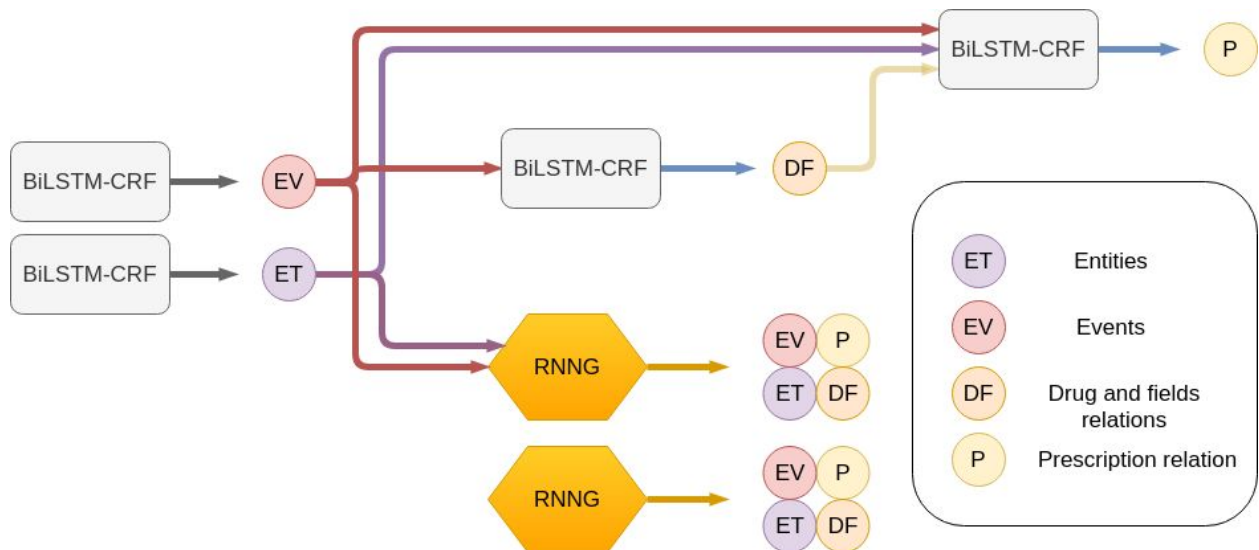 BiLSTM-CRF
P
BiLSTM-CRF
EV
BiLSTM-CRF
DF
BiLSTM-CRF
ET
RNNG
EV P
ET DF
RNNG
EV P
ET DF
ET Entities
EV Events
DF Drug and fields
relations
P Prescription relation